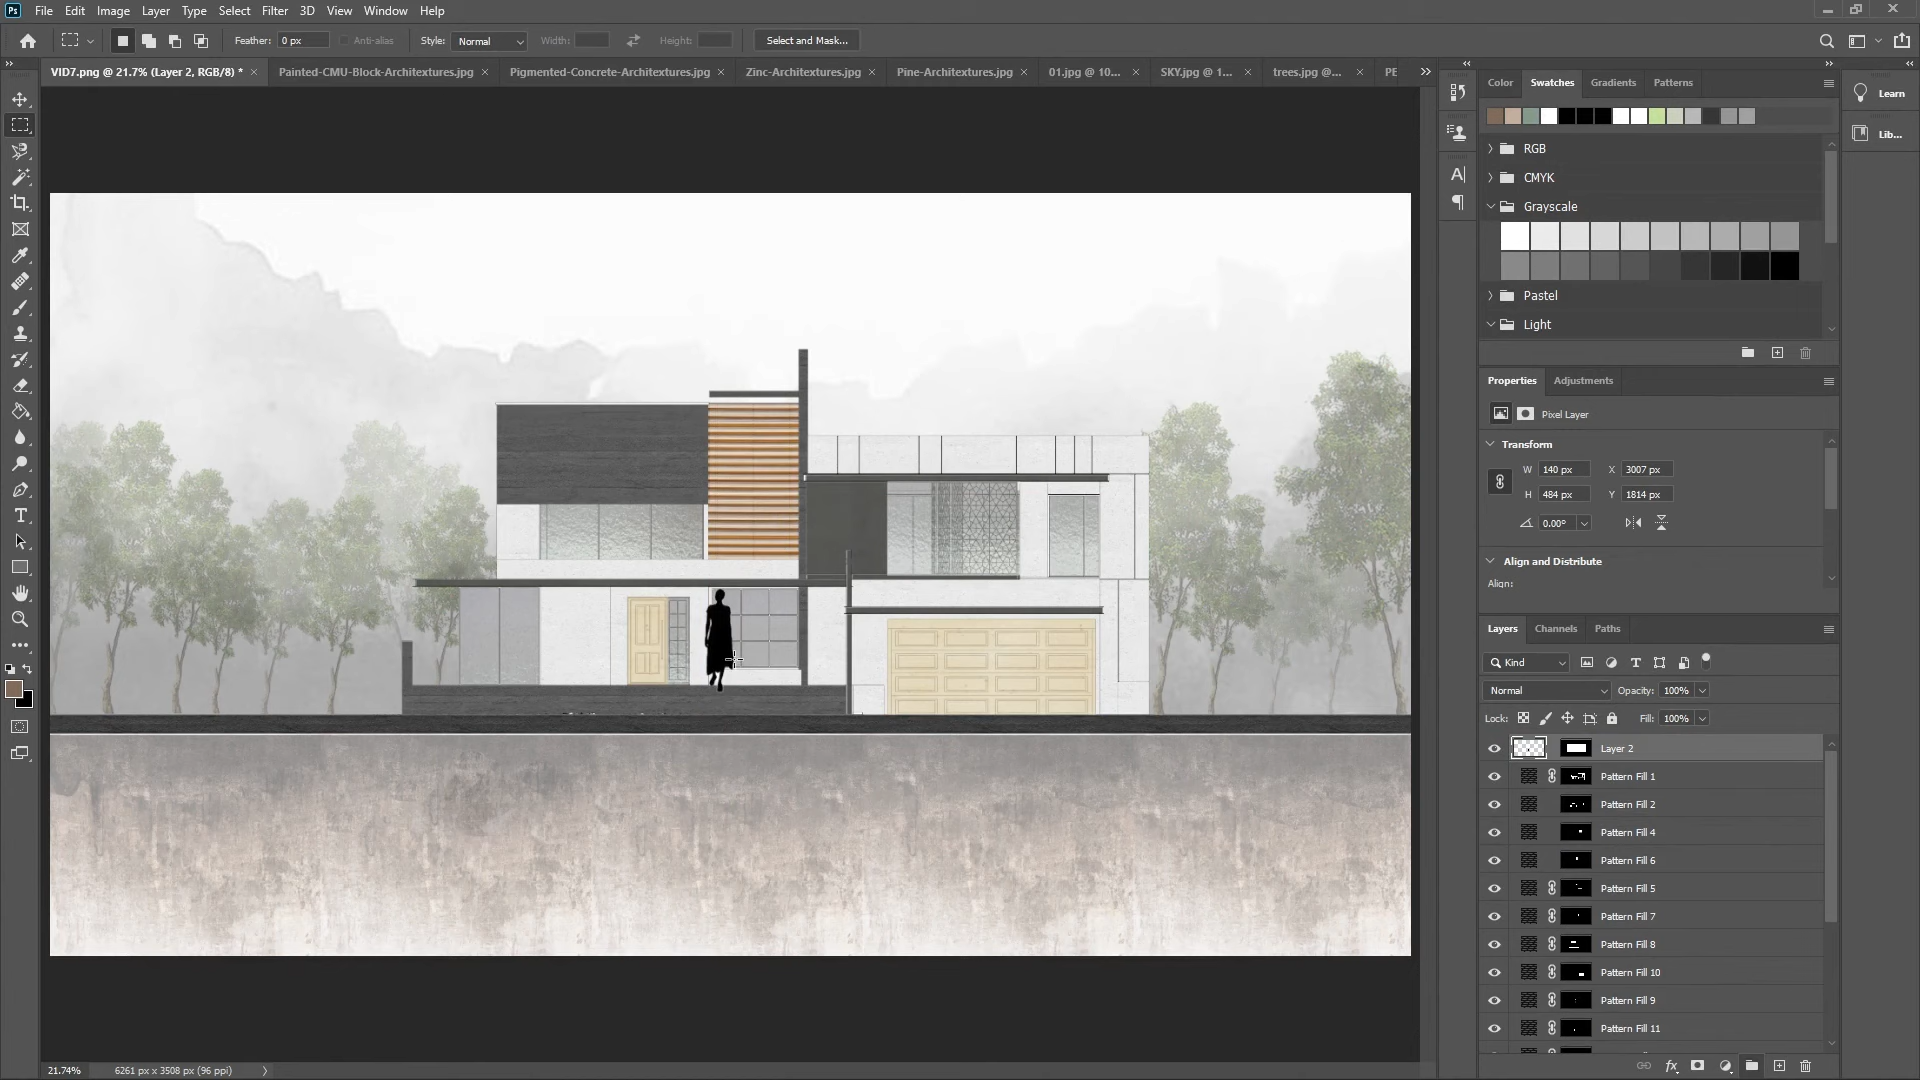 Ps File Edit Image Layer Type Select Filter 3D View Window Help
Feather: 0 px Anti-alias Style: Normal Width: Height: Select and Mask...
VID7.png @ 21.7% (Layer 2, RGB/8) * Painted-CMU-Block-Architextures.jpg Pigmented-Concrete-Architextures.jpg Zinc-Architextures.jpg Pine-Architextures.jpg 01.jpg @ 10... SKY.jpg @ 1... trees.jpg @... PE
Color Swatches Gradients Patterns
Learn
Lib...
RGB
CMYK
Grayscale
Pastel
Light
Properties Adjustments
Pixel Layer
Transform
W 140 px X 3007 px
H 484 px Y 1814 px
0.00°
Align and Distribute
Align:
Layers Channels Paths
Kind
Normal Opacity: 100%
Lock: Fill: 100%
Layer 2
Pattern Fill 1
Pattern Fill 2
Pattern Fill 4
Pattern Fill 6
Pattern Fill 5
Pattern Fill 7
Pattern Fill 8
Pattern Fill 10
Pattern Fill 9
Pattern Fill 11
fx
21.74% 6261 px x 3508 px (96 ppi)